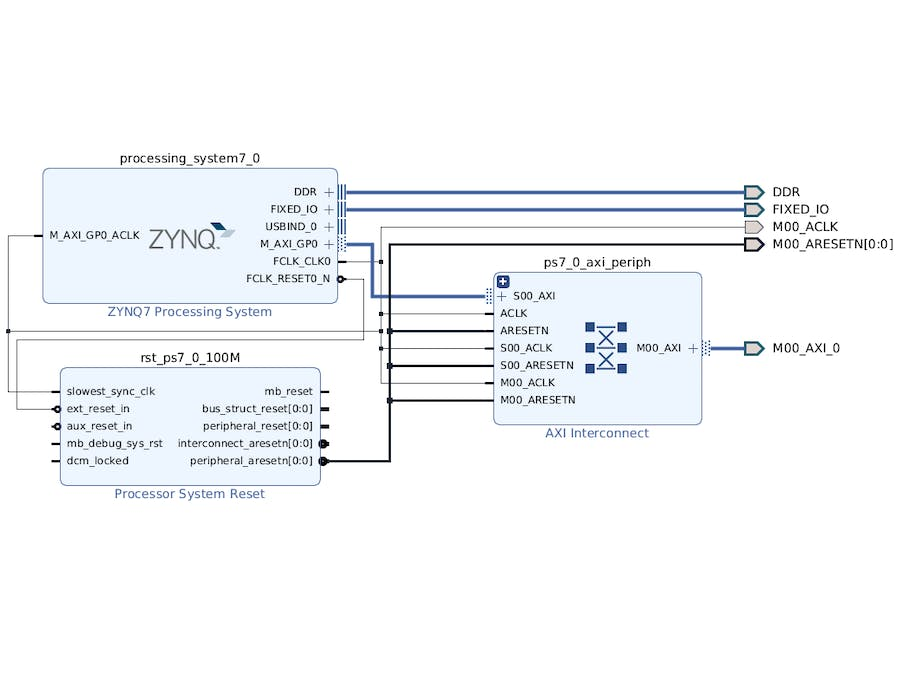 processing_system7_0
DDR
FIXED_IO
USBIND_0
M_AXI_GP0_ACLK
ZYNQ
M_AXI_GP0
FCLK_CLK0
FCLK_RESET0_N
ZYNQ7 Processing System
DDR
FIXED_IO
M00_ACLK
M00_ARESETN[0:0]
ps7_0_axi_periph
S00_AXI
ACLK
ARESETN
S00_ACLK
S00_ARESETN
M00_ACLK
M00_ARESETN
M00_AXI
AXI Interconnect
M00_AXI_0
rst_ps7_0_100M
slowest_sync_clk
ext_reset_in
aux_reset_in
mb_debug_sys_rst
dcm_locked
mb_reset
bus_struct_reset[0:0]
peripheral_reset[0:0]
interconnect_aresetn[0:0]
peripheral_aresetn[0:0]
Processor System Reset